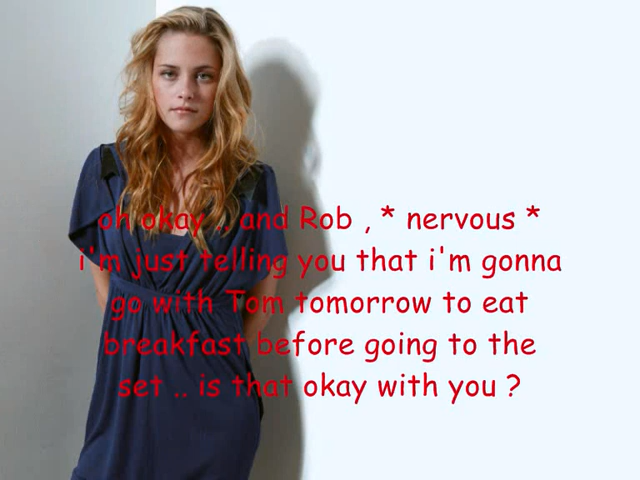 oh okay .. and Rob , * nervous *
i'm just telling you that i'm gonna
go with Tom tomorrow to eat
breakfast before going to the
set .. is that okay with you ?